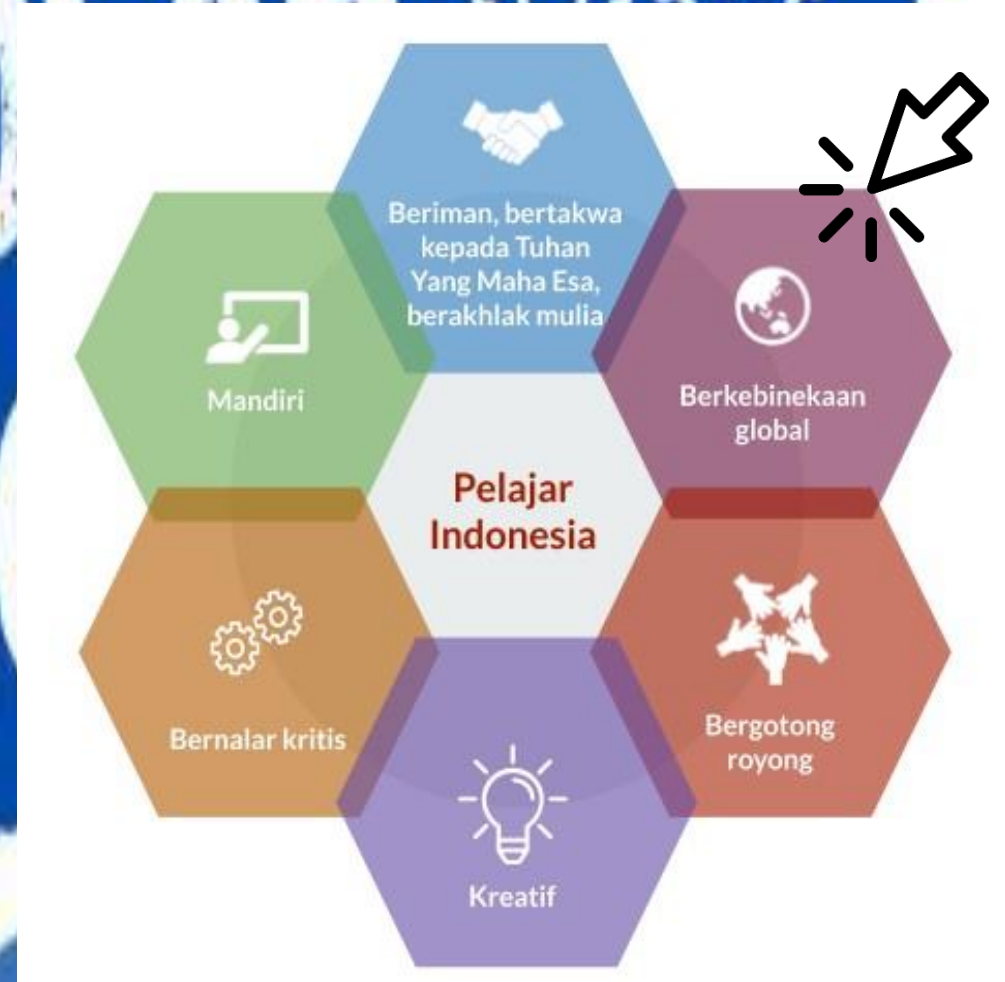 Beriman, bertakwa
kepada Tuhan
Yang Maha Esa,
berakhlak mulia
Mandiri
Berkebinekaan
global
Pelajar
Indonesia
Bernalar kritis
Bergotong
royong
Kreatif